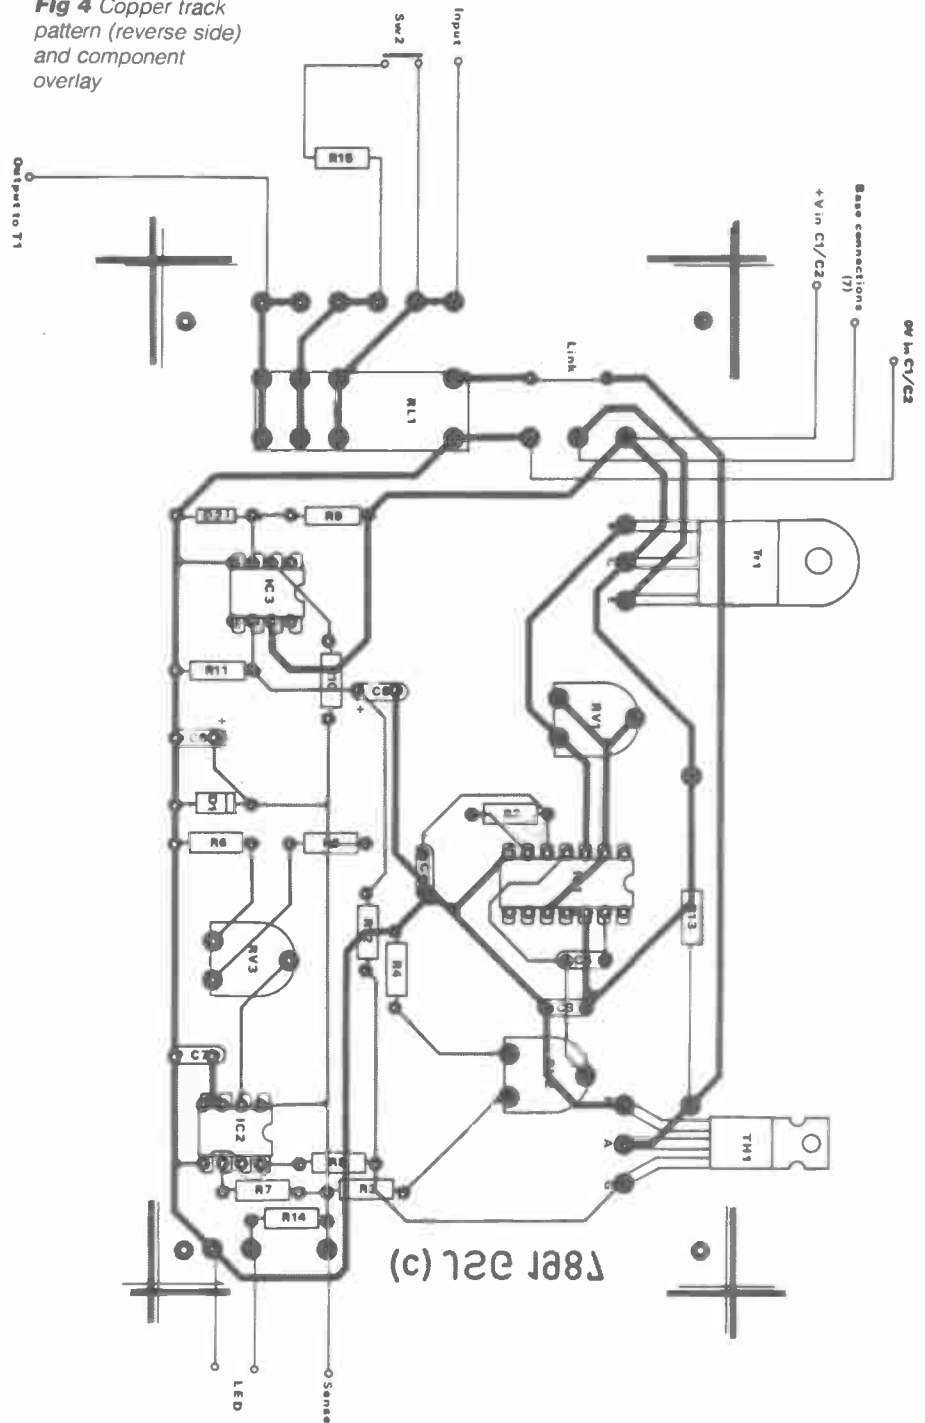 Fig 4 Copper track
pattern (reverse side)
and component
overlay
Sw2
Input
R15
Output to T1
+V in C1/C2
Base connections
(7)
0V in C1/C2
Link
RL1
R9
IC3
Tr1
R11
+
+
RV1
D1
R6
RV3
R4
C7
IC2
A
TH1
R7
R14
(c) JSG 1987
LED
Sense